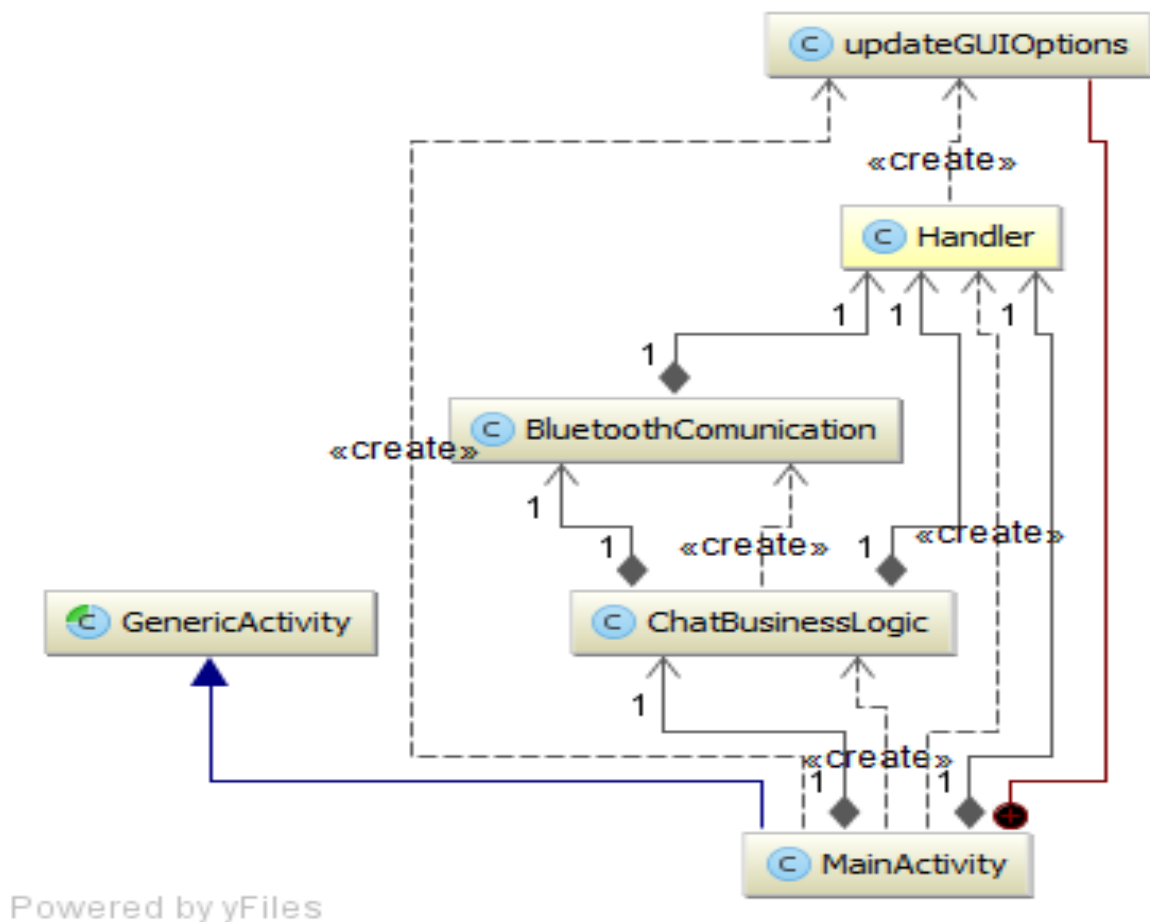 C updateGUIOptions
«create»
C Handler
1 1 1
1
C BluetoothComunication
«create»
1
1 «create» 1 «create»
C GenericActivity
C ChatBusinessLogic
1
«create»
1 1
C MainActivity
Powered by yFiles